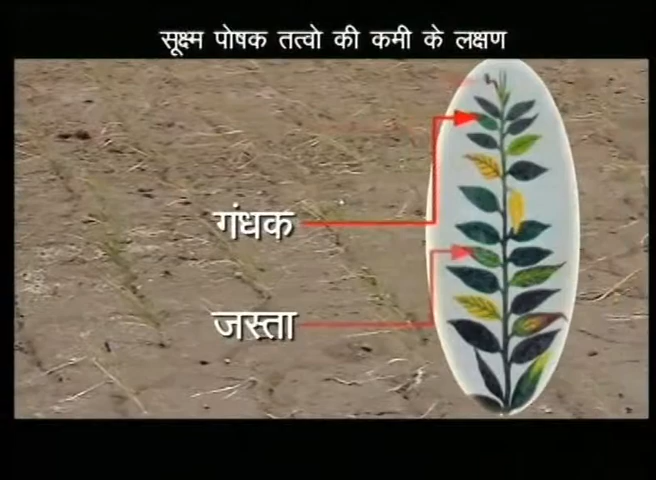 सूक्ष्म पोषक तत्वो की कमी के लक्षण
गंधक
जस्ता